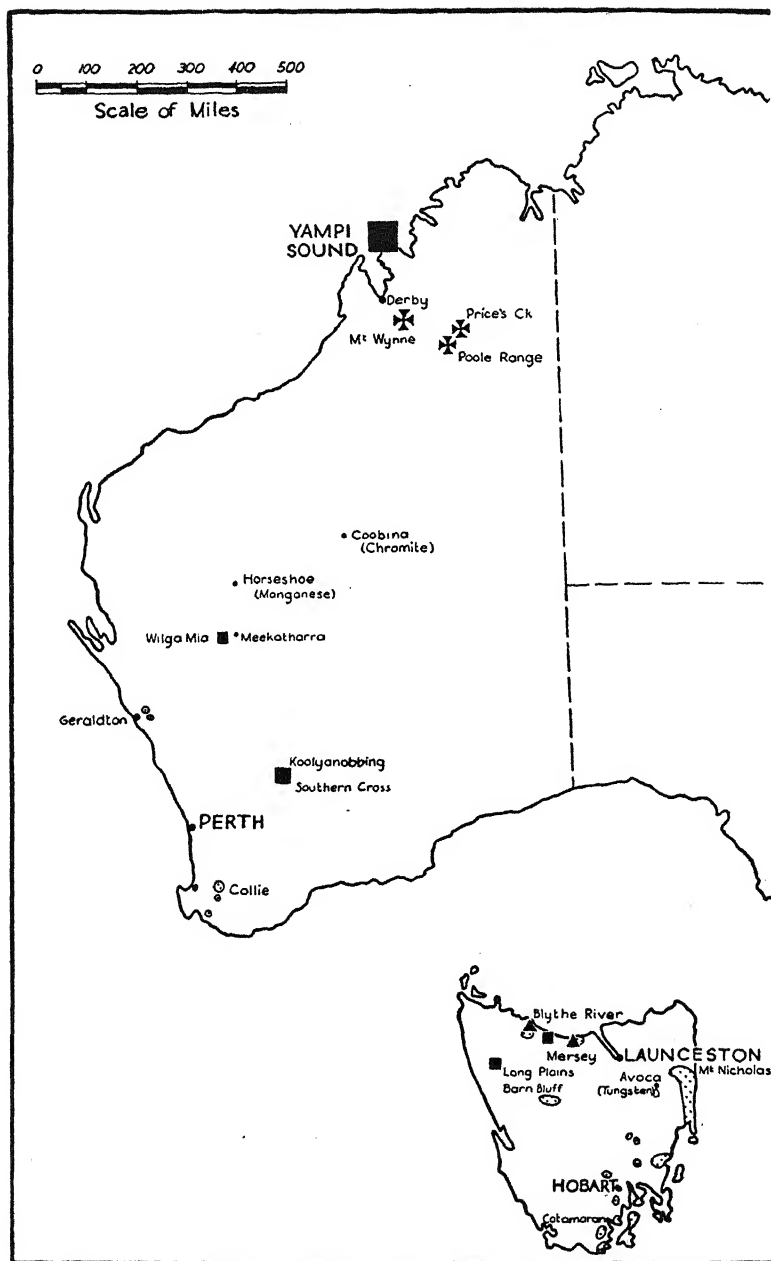 0 100 200 300 400 500
Scale of Miles
YAMPI
SOUND
Derby
Price's Ck
Mt Wynne
Poole Range
Coobina
(Chromite)
Horseshoe
(Manganese)
Wilga Mia
Meekatharra
Geraldton
Koolyanobbing
Southern Cross
PERTH
Collie
Blythe River
Mersey
LAUNCESTON
Long Plains
Barn Bluff
Avoca
(Tungsten)
Mt Nicholas
HOBART
Catamaran